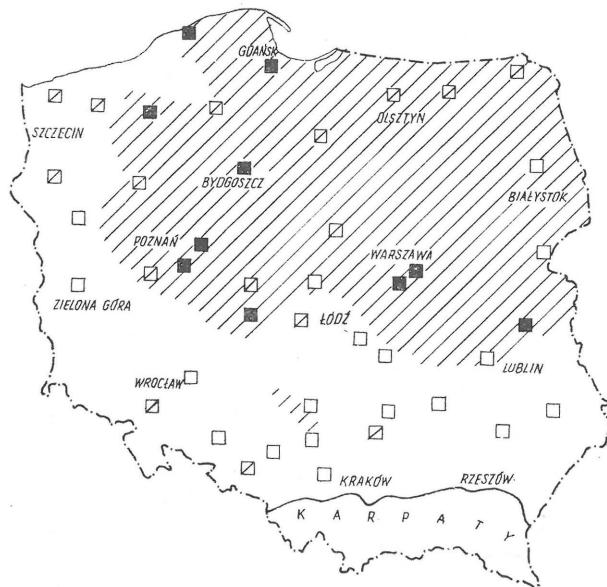 GDAŃSK
OLSZTYN
SZCZECIN
BYDGOSZCZ
BIAŁYSTOK
POZNAŃ
WARSZAWA
ZIELONA GÓRA
ŁÓDŹ
WROCŁAW
LUBLIN
KRAKÓW
RZESZÓW
KARPATY